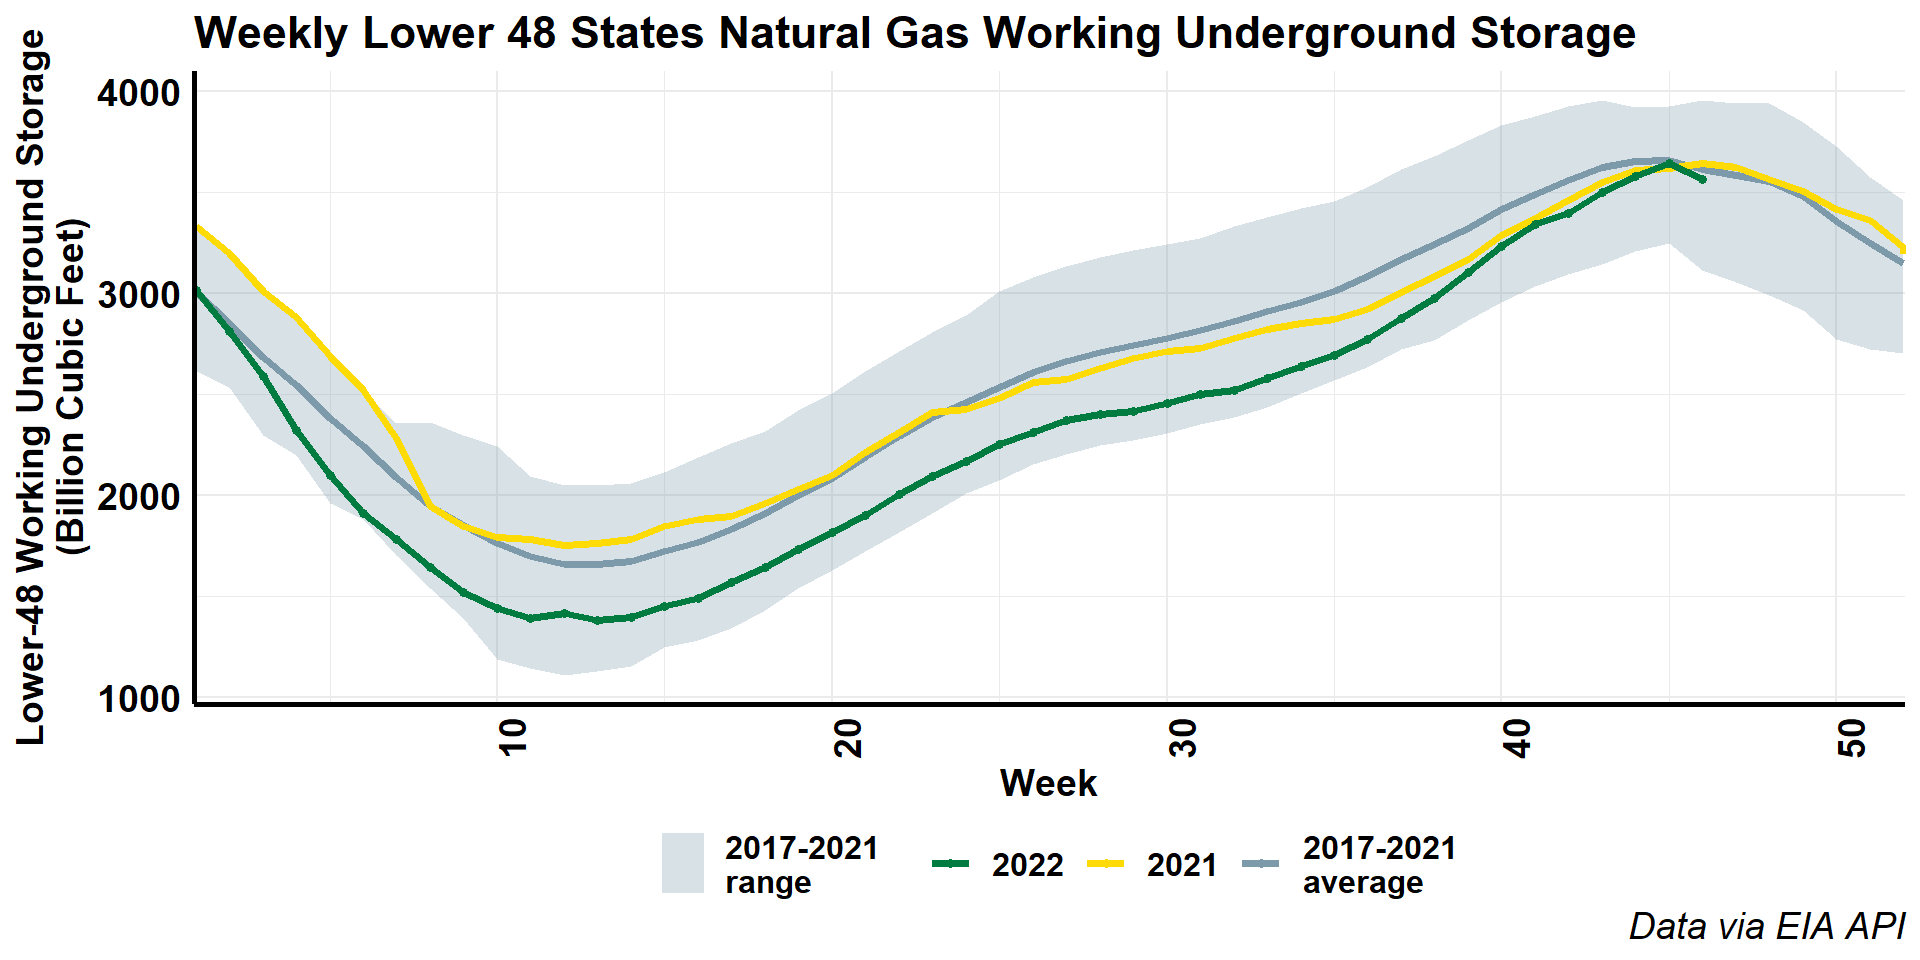 Weekly Lower 48 States Natural Gas Working Underground Storage
Lower-48 Working Underground Storage
(Billion Cubic Feet)
4000
3000
2000
1000
10
20
30
40
50
Week
2017-2021
range
2022
2021
2017-2021
average
Data via EIA API